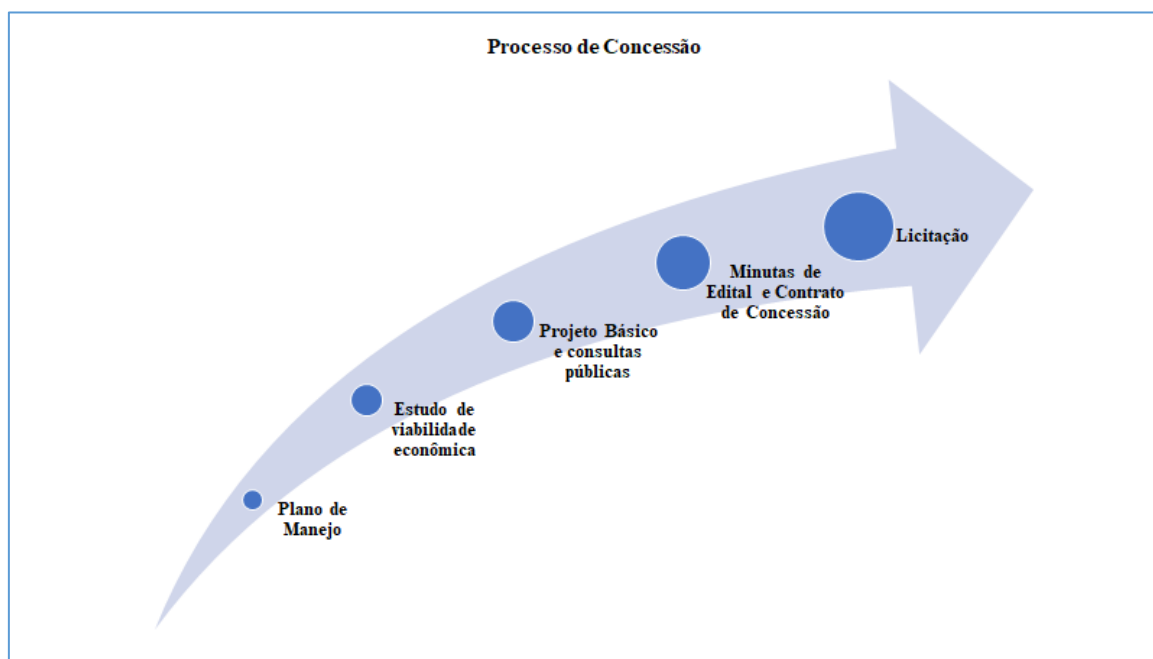 Processo de Concessão
Licitação
Minutas de
Edital e Contrato
de Concessão
Projeto Básico
e consultas
públicas
Estudo de
viabilidade
econômica
Plano de
Manejo